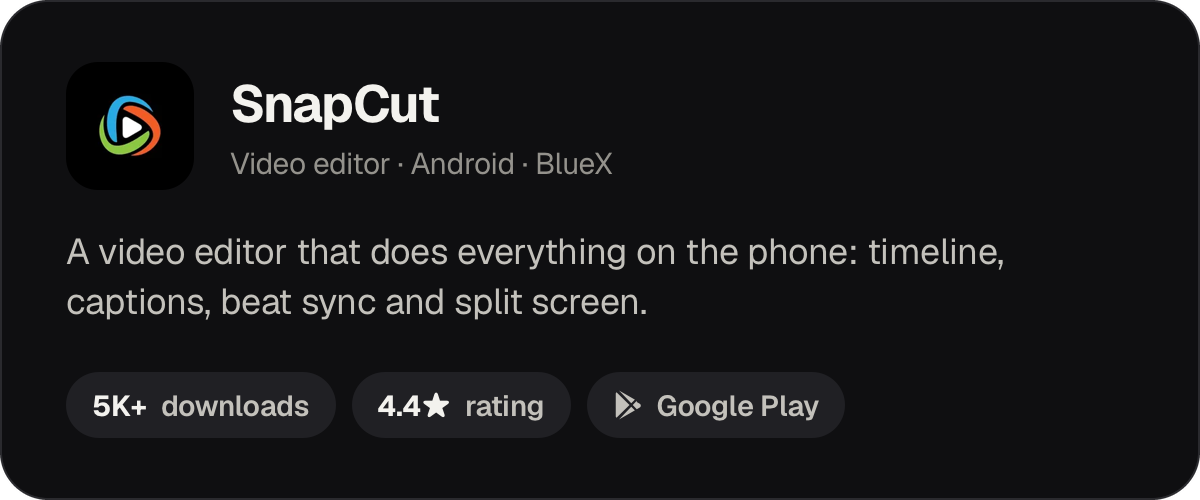 SnapCut
Video editor · Android · BlueX
A video editor that does everything on the phone: timeline,
captions, beat sync and split screen.
5K+ downloads 4.4★ rating Google Play